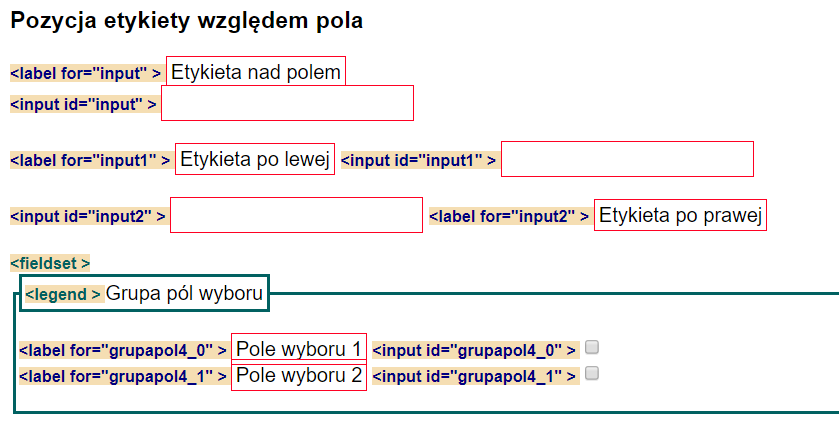 Pozycja etykiety względem pola
<label for="input" > Etykieta nad polem
<input id="input" >
<label for="input1" > Etykieta po lewej <input id="input1" >
<input id="input2" > <label for="input2" > Etykieta po prawej
<fieldset >
<legend > Grupa pól wyboru
<label for="grupapol4_0" > Pole wyboru 1 <input id="grupapol4_0" >
<label for="grupapol4_1" > Pole wyboru 2 <input id="grupapol4_1" >